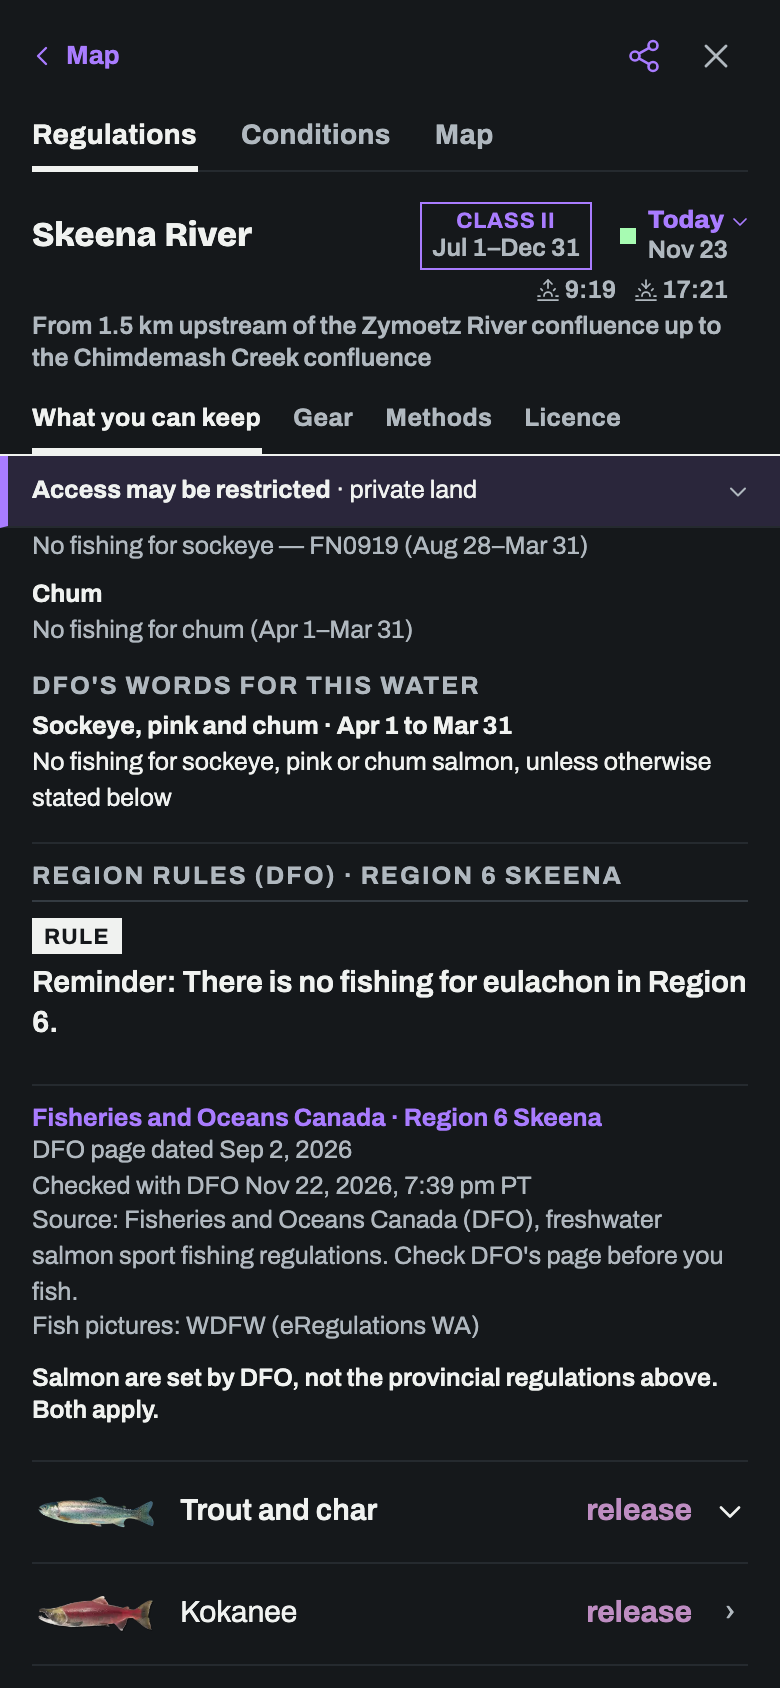 Map
Regulations Conditions Map
Skeena River
CLASS II
Jul 1–Dec 31
Today
Nov 23
9:19 17:21
From 1.5 km upstream of the Zymoetz River confluence up to
the Chimdemash Creek confluence
What you can keep Gear Methods Licence
Access may be restricted · private land
No fishing for sockeye — FN0919 (Aug 28–Mar 31)
Chum
No fishing for chum (Apr 1–Mar 31)
DFO'S WORDS FOR THIS WATER
Sockeye, pink and chum · Apr 1 to Mar 31
No fishing for sockeye, pink or chum salmon, unless otherwise
stated below
REGION RULES (DFO) · REGION 6 SKEENA
RULE
Reminder: There is no fishing for eulachon in Region
6.
Fisheries and Oceans Canada · Region 6 Skeena
DFO page dated Sep 2, 2026
Checked with DFO Nov 22, 2026, 7:39 pm PT
Source: Fisheries and Oceans Canada (DFO), freshwater
salmon sport fishing regulations. Check DFO's page before you
fish.
Fish pictures: WDFW (eRegulations WA)
Salmon are set by DFO, not the provincial regulations above.
Both apply.
Trout and char release
Kokanee release